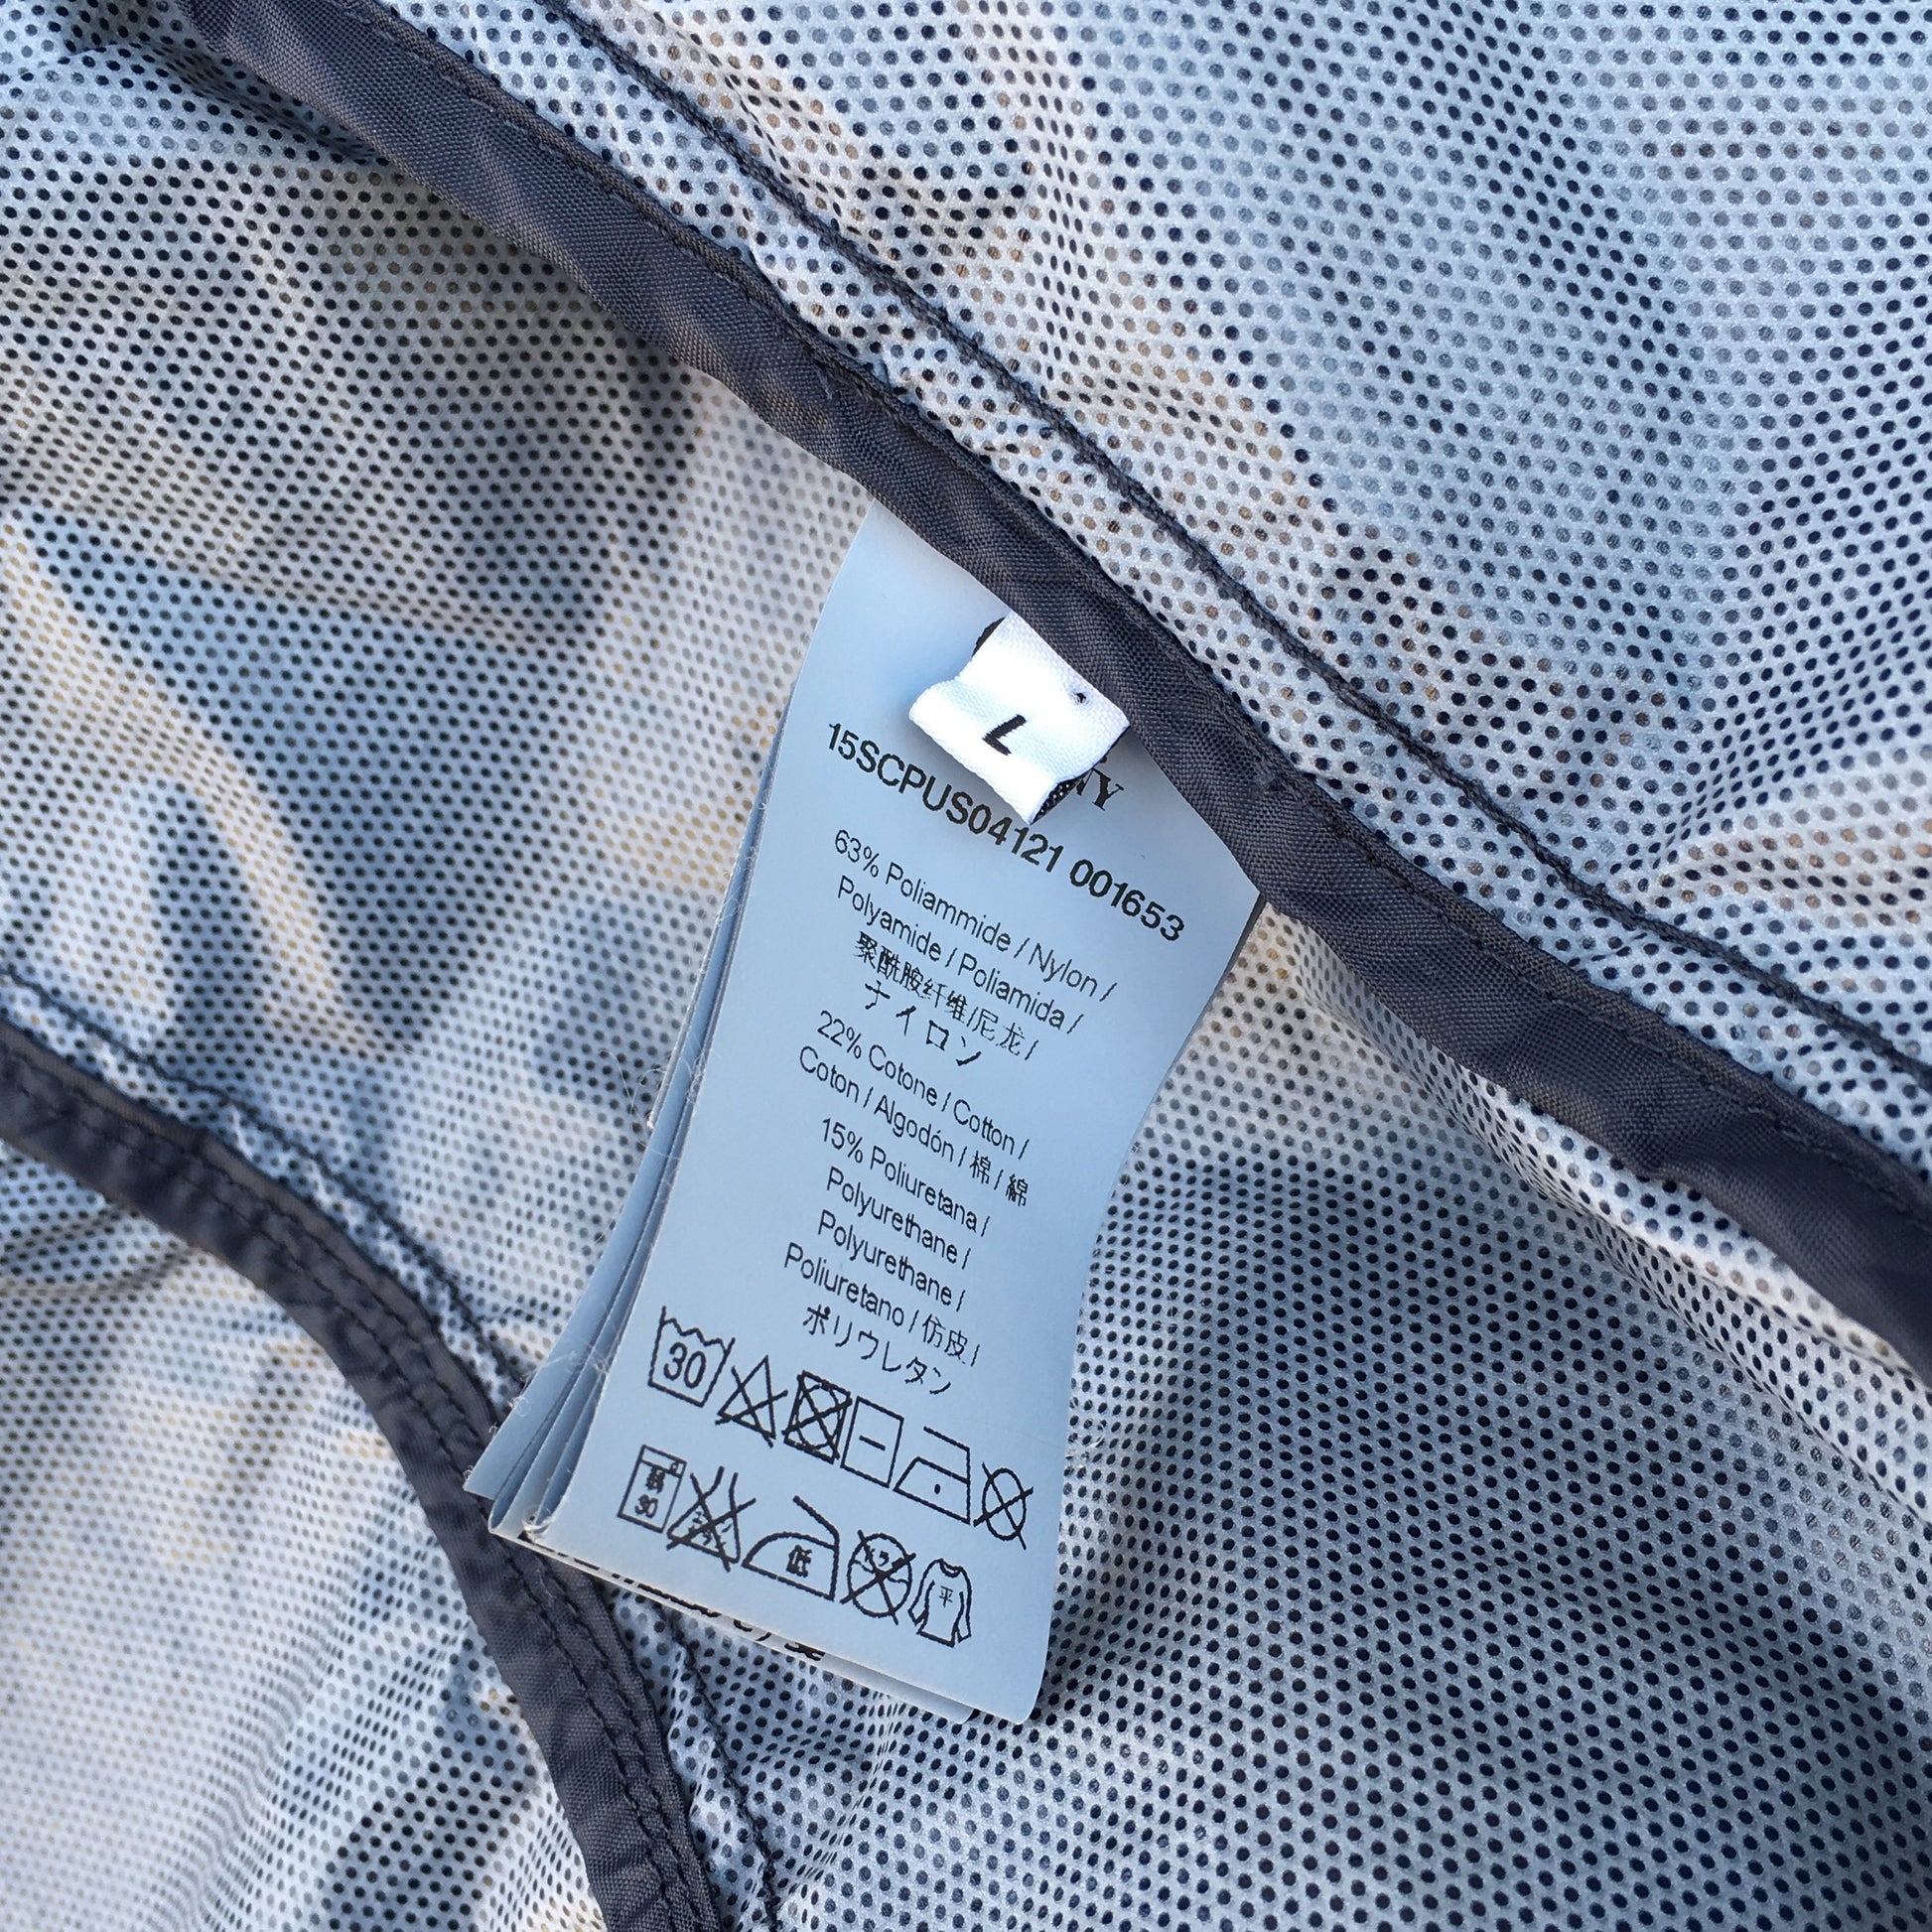 L
15SCPUS04121 001653
63% Poliammide / Nylon /
Polyamide / Poliamida /
聚酰胺纤维/尼龙/
ナイロン
22% Cotone / Cotton /
Coton / Algodón / 棉 / 綿
15% Poliuretana /
Polyurethane /
Polyurethane /
Poliuretano / 仿皮 /
ポリウレタン
30
30
低
平